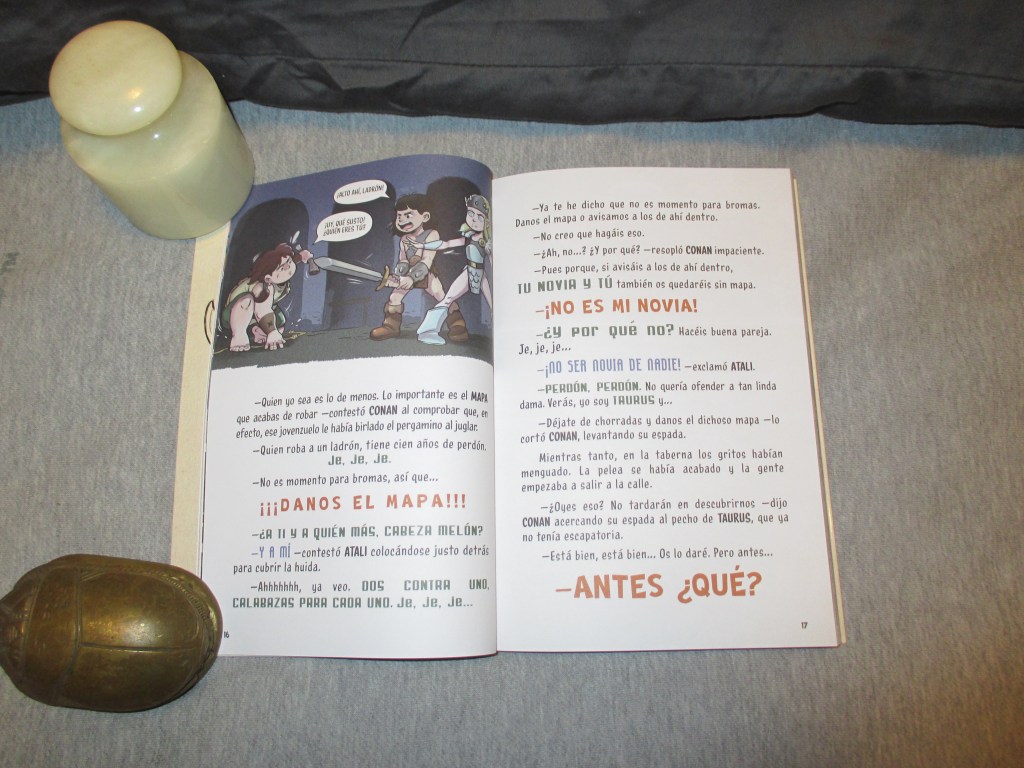 ¡ALTO AHÍ, LADRÓN!
¡UY, QUÉ SUSTO!
¿QUIÉN ERES TÚ?
—Quien yo sea es lo de menos. Lo importante es el MAPA
que acabas de robar —contestó CONAN al comprobar que, en
efecto, ese jovenzuelo le había birlado el pergamino al juglar.
—Quien roba a un ladrón, tiene cien años de perdón.
Je, Je, Je.
—No es momento para bromas, así que...
¡¡¡DANOS EL MAPA!!!
—¿A TI Y A QUIÉN MÁS, CABEZA MELÓN?
—Y A MÍ —contestó ATALI colocándose justo detrás
para cubrir la huida.
—Ahhhhhhh, ya veo. DOS CONTRA UNO,
CALABAZAS PARA CADA UNO. Je, Je, Je...
16
—Ya te he dicho que no es momento para bromas.
Danos el mapa o avisamos a los de ahí dentro.
—No creo que hagáis eso.
—¿Ah, no...? ¿Y por qué? —resopló CONAN impaciente.
—Pues porque, si avisáis a los de ahí dentro,
TU NOVIA Y TÚ también os quedaréis sin mapa.
—¡NO ES MI NOVIA!
—¿Y POR QUÉ NO? Hacéis buena pareja.
Je, je, je...
—¡NO SER NOVIA DE NADIE! —exclamó ATALI.
—PERDÓN, PERDÓN. No quería ofender a tan linda
dama. Verás, yo soy TAURUS y...
—Déjate de chorradas y danos el dichoso mapa —lo
cortó CONAN, levantando su espada.
Mientras tanto, en la taberna los gritos habían
menguado. La pelea se había acabado y la gente
empezaba a salir a la calle.
—¿Oyes eso? No tardarán en descubrirnos —dijo
CONAN acercando su espada al pecho de TAURUS, que ya
no tenía escapatoria.
—Está bien, está bien... Os lo daré. Pero antes...
—ANTES ¿QUÉ?
17